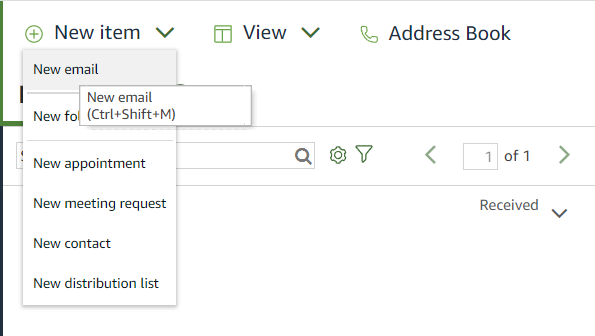 New item View Address Book
New email
New email
(Ctrl+Shift+M)
New fol
1 of 1
New appointment
New meeting request
Received
New contact
New distribution list